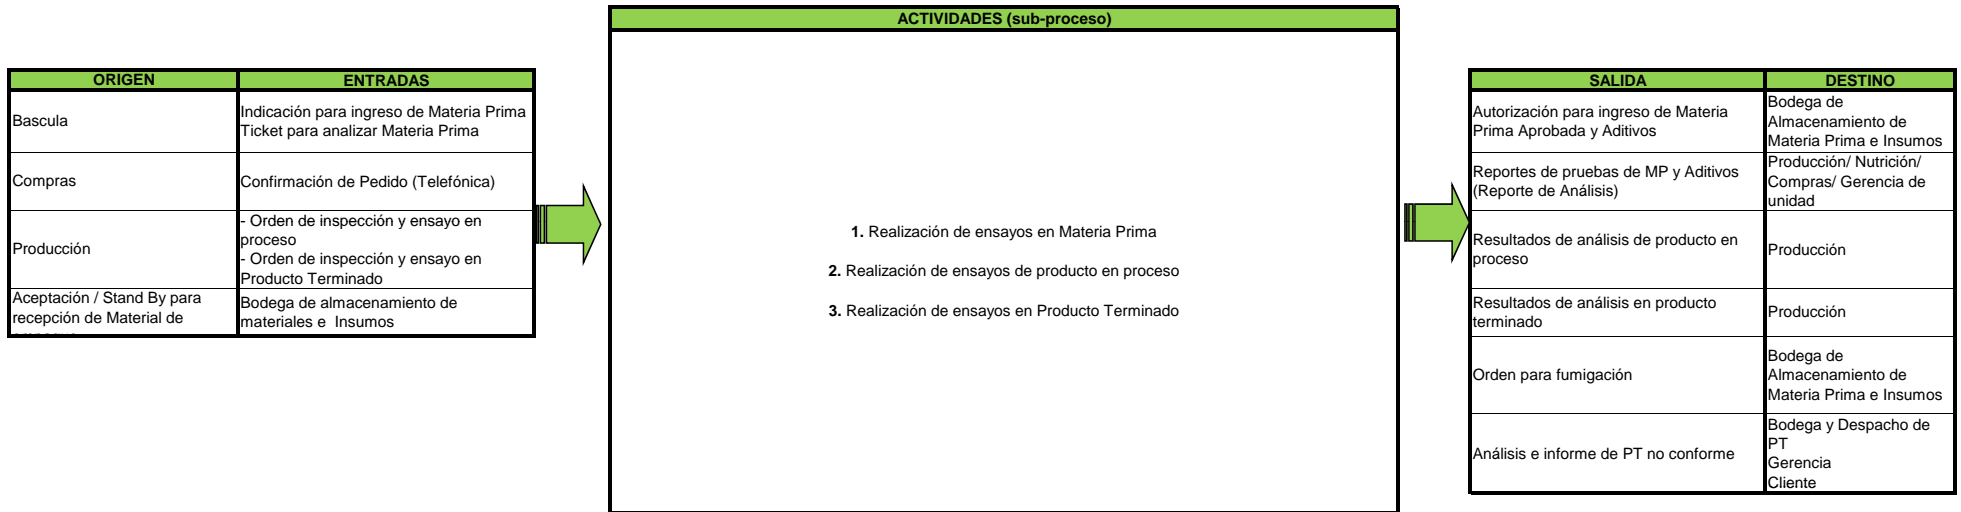 ACTIVIDADES (sub-proceso)
ORIGEN
ENTRADAS
Bascula
Indicación para ingreso de Materia Prima
Ticket para analizar Materia Prima
Compras
Confirmación de Pedido (Telefónica)
Producción
- Orden de inspección y ensayo en
proceso
- Orden de inspección y ensayo en
Producto Terminado
Aceptación / Stand By para
recepción de Material de
Bodega de almacenamiento de
materiales e Insumos
1. Realización de ensayos en Materia Prima
2. Realización de ensayos de producto en proceso
3. Realización de ensayos en Producto Terminado
SALIDA
DESTINO
Autorización para ingreso de Materia
Prima Aprobada y Aditivos
Bodega de
Almacenamiento de
Materia Prima e Insumos
Reportes de pruebas de MP y Aditivos
(Reporte de Análisis)
Producción/ Nutrición/
Compras/ Gerencia de
unidad
Resultados de análisis de producto en
proceso
Producción
Resultados de análisis en producto
terminado
Producción
Orden para fumigación
Bodega de
Almacenamiento de
Materia Prima e Insumos
Análisis e informe de PT no conforme
Bodega y Despacho de
PT
Gerencia
Cliente